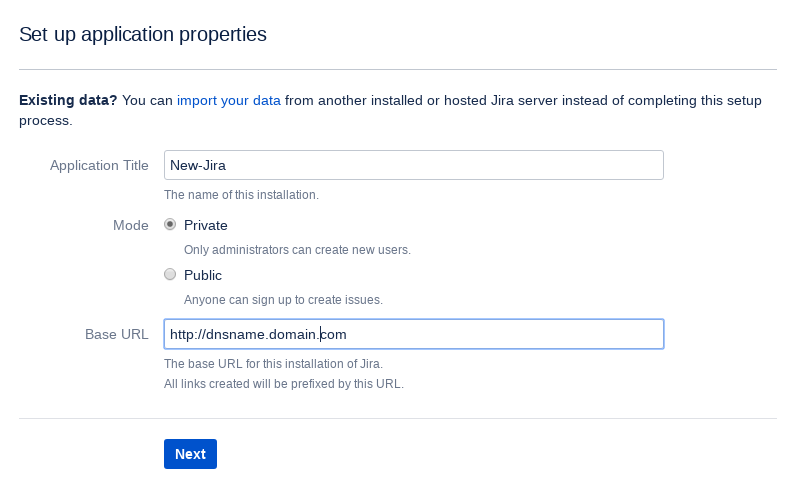 Set up application properties
Existing data? You can import your data from another installed or hosted Jira server instead of completing this setup
process.
Application Title New-Jira
The name of this installation.
Mode Private
Only administrators can create new users.
Public
Anyone can sign up to create issues.
Base URL http://dnsname.domain.com
The base URL for this installation of Jira.
All links created will be prefixed by this URL.
Next